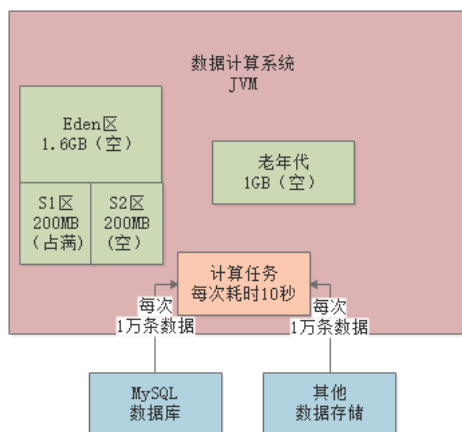 数据计算系统
JVM
Eden区
1.6GB（空）
老年代
1GB（空）
S1区
200MB
（占满）
S2区
200MB
（空）
计算任务
每次耗时10秒
每次
1万条数据
每次
1万条数据
MySQL
数据库
其他
数据存储